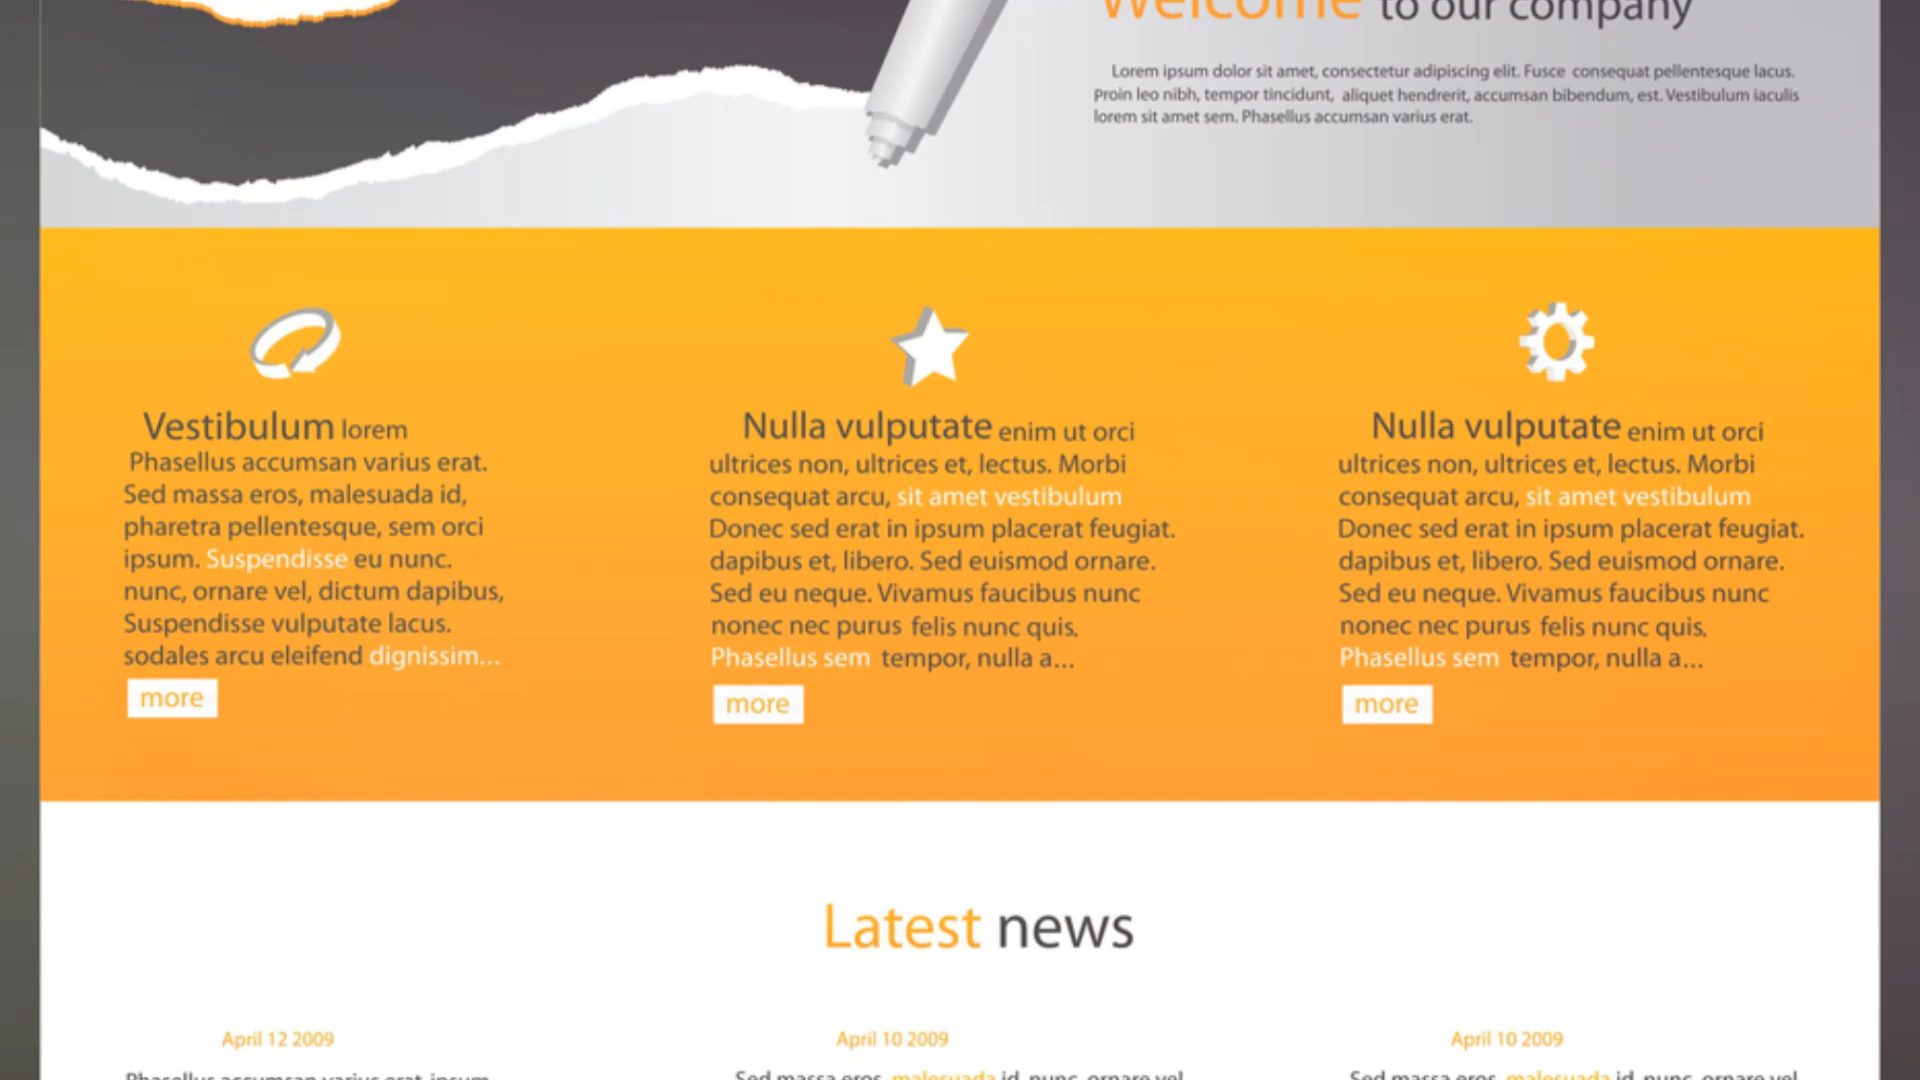 Welcome to our company
Lorem ipsum dolor sit amet, consectetur adipiscing elit. Fusce consequat pellentesque lacus.
Proin leo nibh, tempor tincidunt, aliquet hendrerit, accumsan bibendum, est. Vestibulum iaculis
lorem sit amet sem. Phasellus accumsan varius erat.
Vestibulum lorem
Phasellus accumsan varius erat.
Sed massa eros, malesuada id,
pharetra pellentesque, sem orci
ipsum. Suspendisse eu nunc.
nunc, ornare vel, dictum dapibus,
Suspendisse vulputate lacus.
sodales arcu eleifend dignissim...
more
Nulla vulputate enim ut orci
ultrices non, ultrices et, lectus. Morbi
consequat arcu, sit amet vestibulum
Donec sed erat in ipsum placerat feugiat.
dapibus et, libero. Sed euismod ornare.
Sed eu neque. Vivamus faucibus nunc
nonec nec purus felis nunc quis,
Phasellus sem tempor, nulla a...
more
Nulla vulputate enim ut orci
ultrices non, ultrices et, lectus. Morbi
consequat arcu, sit amet vestibulum
Donec sed erat in ipsum placerat feugiat.
dapibus et, libero. Sed euismod ornare.
Sed eu neque. Vivamus faucibus nunc
nonec nec purus felis nunc quis,
Phasellus sem tempor, nulla a...
more
Latest news
April 12 2009
Phasellus accumsan varius erat, ipsum
April 10 2009
Sed massa eros, malesuada id, nunc, ornare vel
April 10 2009
Sed massa eros, malesuada id, nunc, ornare vel